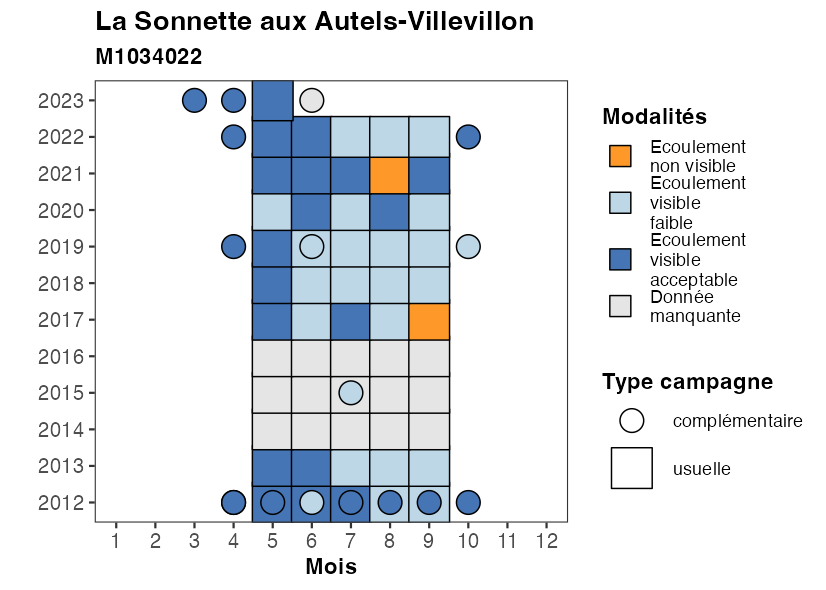 La Sonnette aux Autels-Villevillon
M1034022
2023
2022
2021
2020
2019
2018
2017
2016
2015
2014
2013
2012
1 2 3 4 5 6 7 8 9 10 11 12
Mois
Modalités
Ecoulement
non visible
Ecoulement
visible
faible
Ecoulement
visible
acceptable
Donnée
manquante
Type campagne
complémentaire
usuelle